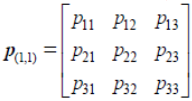 p(1,1) = [ p11 p12 p13
p21 p22 p23
p31 p32 p33 ]